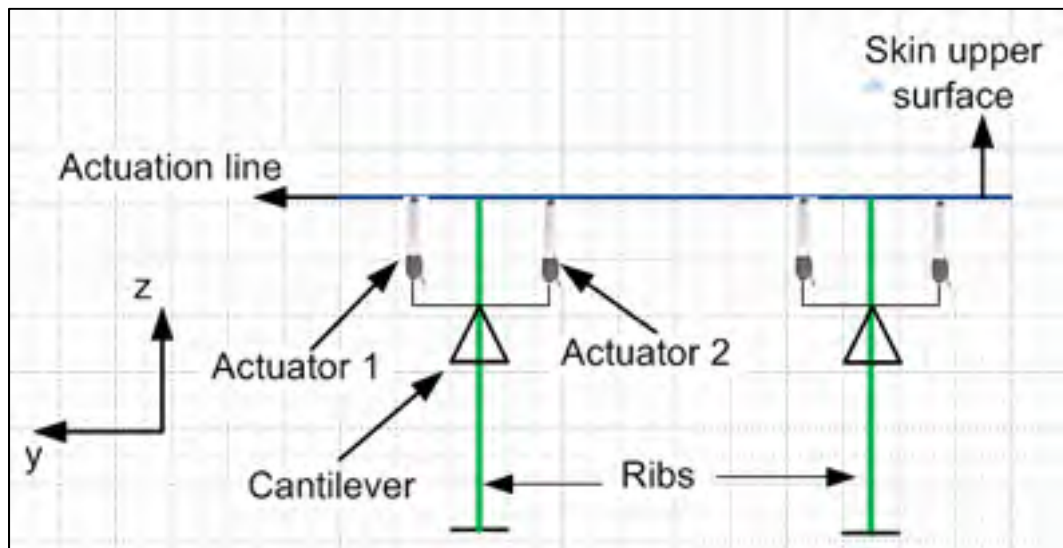 Skin upper
surface
Actuation line
z
Actuator 1
Actuator 2
y
Cantilever
Ribs